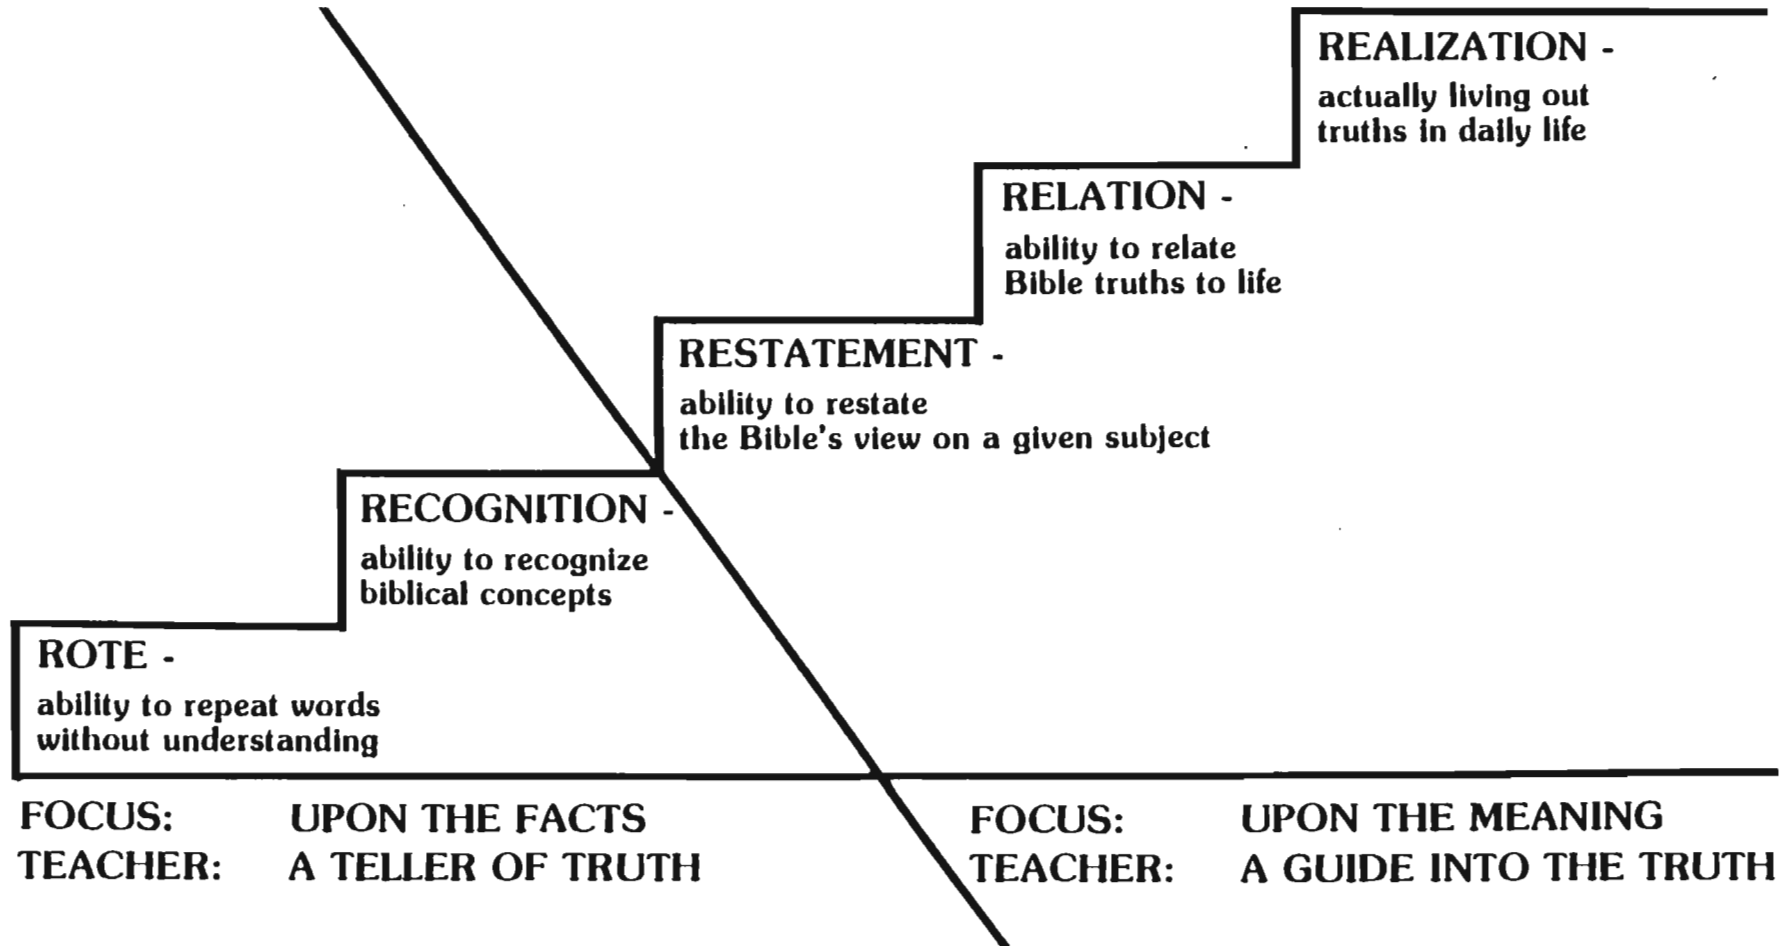 REALIZATION -
actually living out
truths in daily life
RELATION -
ability to relate
Bible truths to life
RESTATEMENT -
ability to restate
the Bible's view on a given subject
RECOGNITION -
ability to recognize
biblical concepts
ROTE -
ability to repeat words
without understanding
FOCUS: UPON THE FACTS
TEACHER: A TELLER OF TRUTH
FOCUS: UPON THE MEANING
TEACHER: A GUIDE INTO THE TRUTH